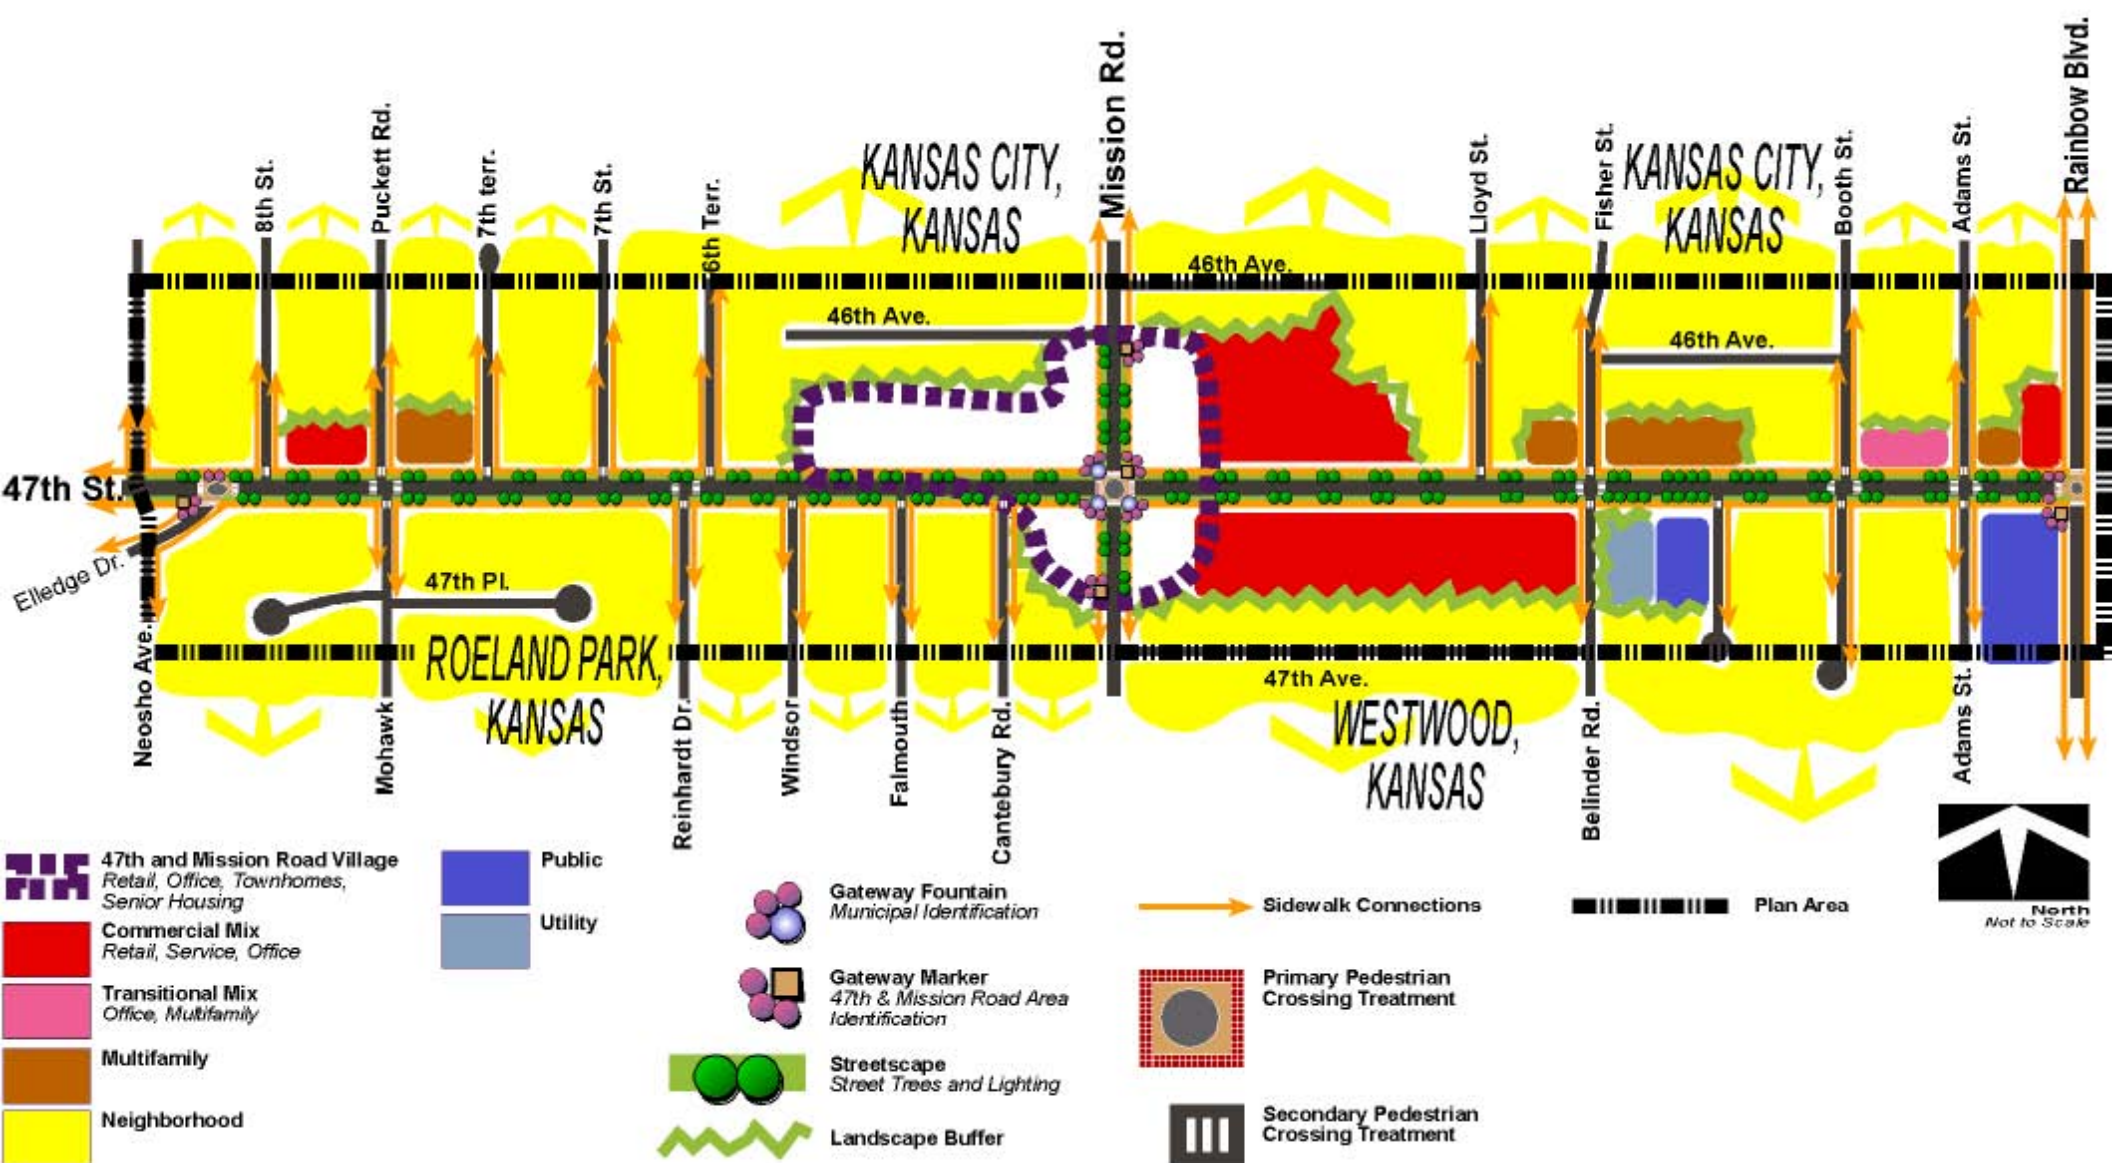 8th St.
Puckett Rd.
7th terr.
7th St.
6th Terr.
KANSAS CITY,
KANSAS
Mission Rd.
Lloyd St.
Fisher St.
KANSAS CITY,
KANSAS
Booth St.
Adams St.
Rainbow Blvd.
46th Ave.
46th Ave.
46th Ave.
47th St.
Elledge Dr.
47th Pl.
ROELAND PARK,
KANSAS
47th Ave.
WESTWOOD,
KANSAS
Neosho Ave.
Mohawk
Reinhardt Dr.
Windsor
Falmouth
Cantebury Rd.
Belinder Rd.
Adams St.
47th and Mission Road Village
Retail, Office, Townhomes,
Senior Housing
Commercial Mix
Retail, Service, Office
Transitional Mix
Office, Multifamily
Multifamily
Neighborhood
Public
Utility
Gateway Fountain
Municipal Identification
Gateway Marker
47th & Mission Road Area
Identification
Streetscape
Street Trees and Lighting
Landscape Buffer
Sidewalk Connections
Primary Pedestrian
Crossing Treatment
Secondary Pedestrian
Crossing Treatment
Plan Area
North
Not to Scale